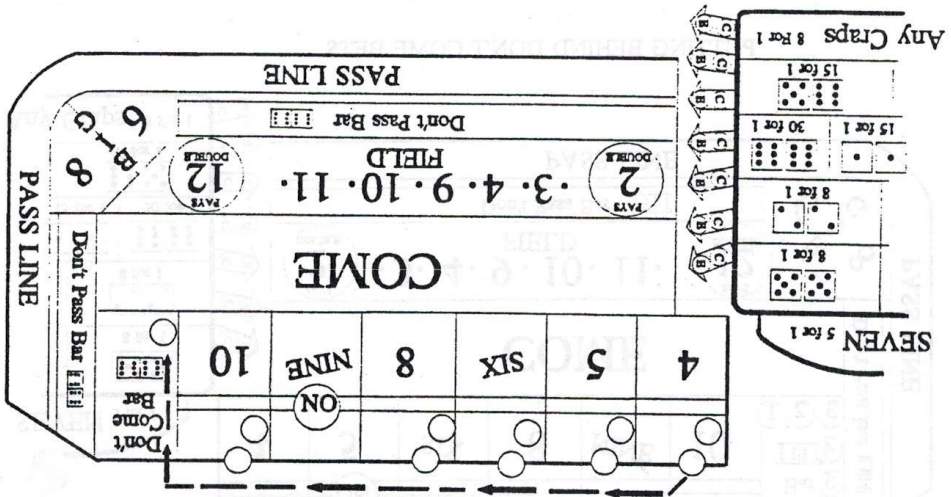 4
5
SIX
8
NINE
10
ON
Don't
Come
Bar
COME
2
PAYS
DOUBLE
· 3 · 4 · 9 · 10 · 11 ·
FIELD
12
PAYS
DOUBLE
Don't Pass Bar
PASS LINE
Don't Pass Bar
PASS LINE
6
BIG
8
SEVEN
5 for 1
8 for 1
8 for 1
15 for 1
30 for 1
15 for 1
Any Craps
8 For 1
C E
C E
C E
C E
C E
C E
C E